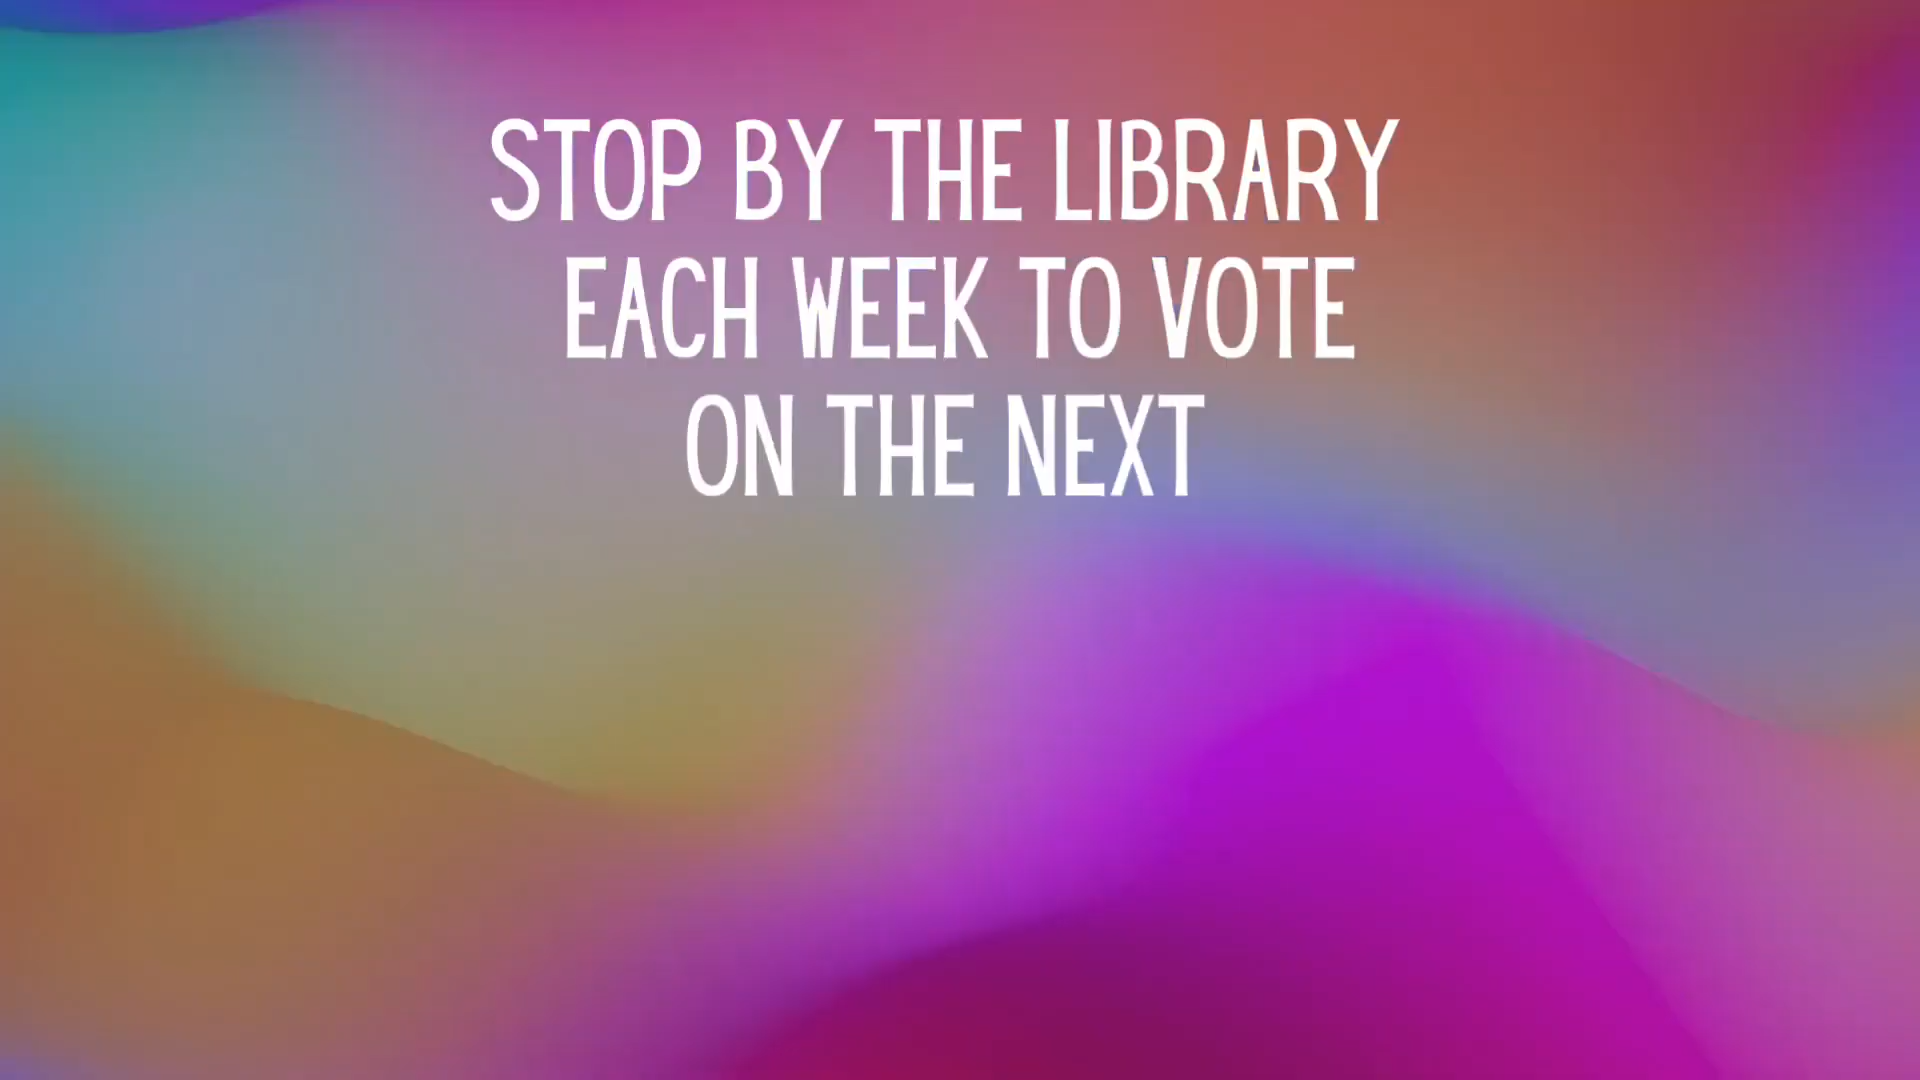 STOP BY THE LIBRARY
EACH WEEK TO VOTE
ON THE NEXT